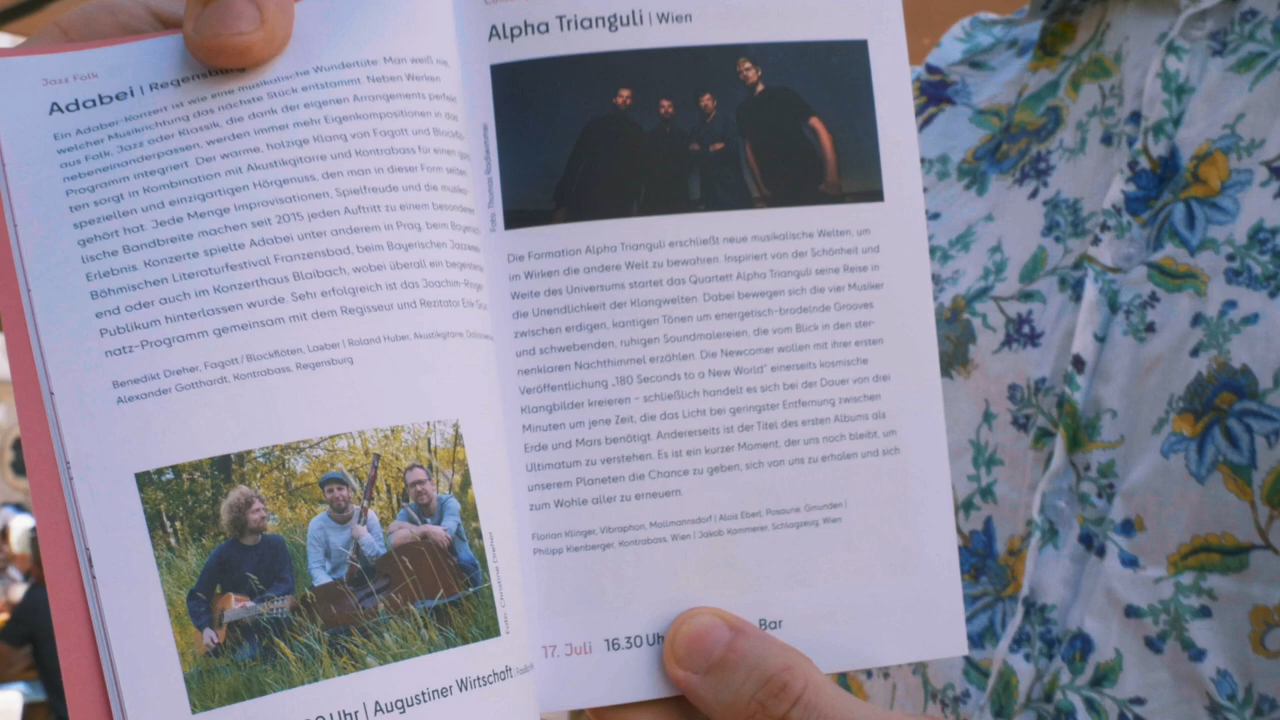 Jazz Folk
Adabei | Regensburg
Ein Adabei-Konzert ist wie eine musikalische Wundertüte. Man weiß nie,
welcher Musikrichtung das nächste Stück entstammt. Neben Werken
aus Folk, Jazz oder Klassik, die dank der eigenen Arrangements perfekt
nebeneinanderpassen, werden immer mehr Eigenkompositionen in das
Programm integriert. Der warme, holzige Klang von Fagott und Blockflö-
ten sorgt in Kombination mit Akustikgitarre und Kontrabass für einen
speziellen und einzigartigen Hörgenuss, den man in dieser Form selten
gehört hat. Jede Menge Improvisationen, Spielfreude und die musika-
lische Bandbreite machen seit 2015 jeden Auftritt zu einem besonderen
Erlebnis. Konzerte spielte Adabei unter anderem in Prag, beim
Böhmischen Literaturfestival Franzensbad, beim Bayerischen
end oder auch im Konzerthaus Blaibach, wobei überall ein begeistertes
Publikum hinterlassen wurde. Sehr erfolgreich ist das Joachim-Ringel-
natz-Programm gemeinsam mit dem Regisseur und Rezitator
Benedikt Dreher, Fagott / Blockflöten, Laaber | Roland Huber, Akustikgitarre,
Alexander Gotthardt, Kontrabass, Regensburg
Foto: Christine Dreher
Uhr | Augustiner Wirtschaft
Alpha Trianguli | Wien
Foto: Thomas
Die Formation Alpha Trianguli erschließt neue musikalische Welten, um
im Wirken die andere Welt zu bewahren. Inspiriert von der Schönheit und
Weite des Universums startet das Quartett Alpha Trianguli seine Reise in
die Unendlichkeit der Klangwelten. Dabei bewegen sich die vier Musiker
zwischen erdigen, kantigen Tönen um energetisch-brodelnde Grooves
und schwebenden, ruhigen Soundmalereien, die vom Blick in den ster-
nenklaren Nachthimmel erzählen. Die Newcomer wollen mit ihrer ersten
Veröffentlichung „180 Seconds to a New World“ einerseits kosmische
Klangbilder kreieren – schließlich handelt es sich bei der Dauer von drei
Minuten um jene Zeit, die das Licht bei geringster Entfernung zwischen
Erde und Mars benötigt. Andererseits ist der Titel des ersten Albums als
Ultimatum zu verstehen. Es ist ein kurzer Moment, der uns noch bleibt, um
unserem Planeten die Chance zu geben, sich von uns zu erholen und sich
zum Wohle aller zu erneuern.
Florian Klinger, Vibraphon, Mollmannsdorf | Alois Eberl, Posaune, Gmunden |
Philipp Kienberger, Kontrabass, Wien | Jakob Kammerer, Schlagzeug, Wien
17. Juli 16.30 Uhr Bar